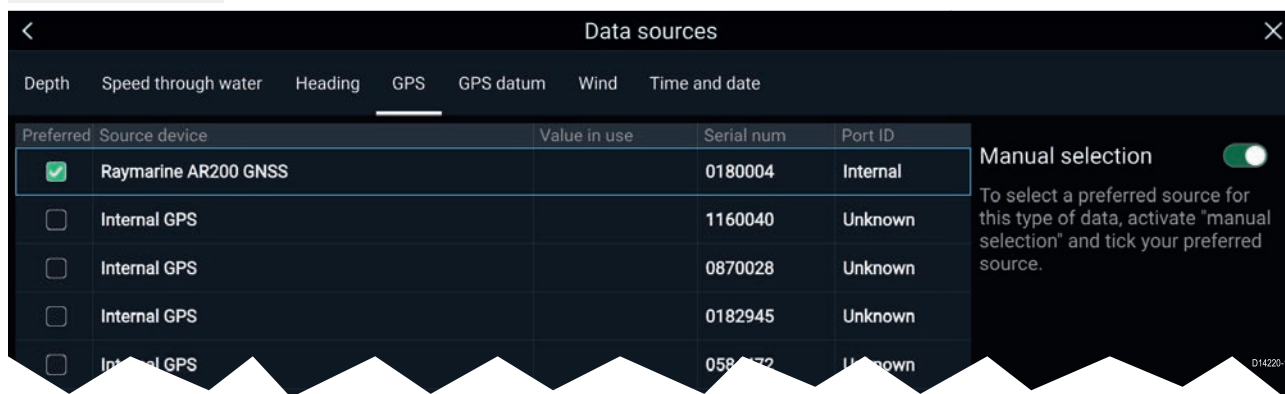 Data sources
Depth Speed through water Heading GPS GPS datum Wind Time and date
Preferred Source device Value in use Serial num Port ID
Raymarine AR200 GNSS 0180004 Internal
Internal GPS 1160040 Unknown
Internal GPS 0870028 Unknown
Internal GPS 0182945 Unknown
GPS
Manual selection
To select a preferred source for
this type of data, activate "manual
selection" and tick your preferred
source.
D14220-